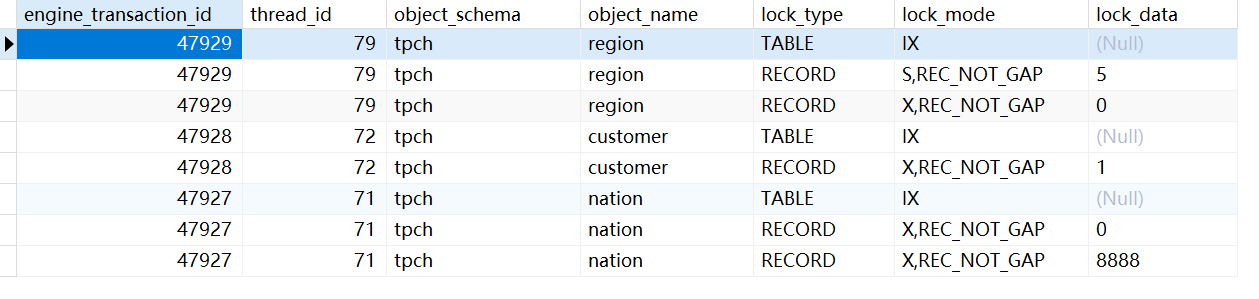 engine_transaction_id thread_id object_schema object_name lock_type lock_mode lock_data
47929 79 tpch region TABLE IX (Null)
47929 79 tpch region RECORD S,REC_NOT_GAP 5
47929 79 tpch region RECORD X,REC_NOT_GAP 0
47928 72 tpch customer TABLE IX (Null)
47928 72 tpch customer RECORD X,REC_NOT_GAP 1
47927 71 tpch nation TABLE IX (Null)
47927 71 tpch nation RECORD X,REC_NOT_GAP 0
47927 71 tpch nation RECORD X,REC_NOT_GAP 8888